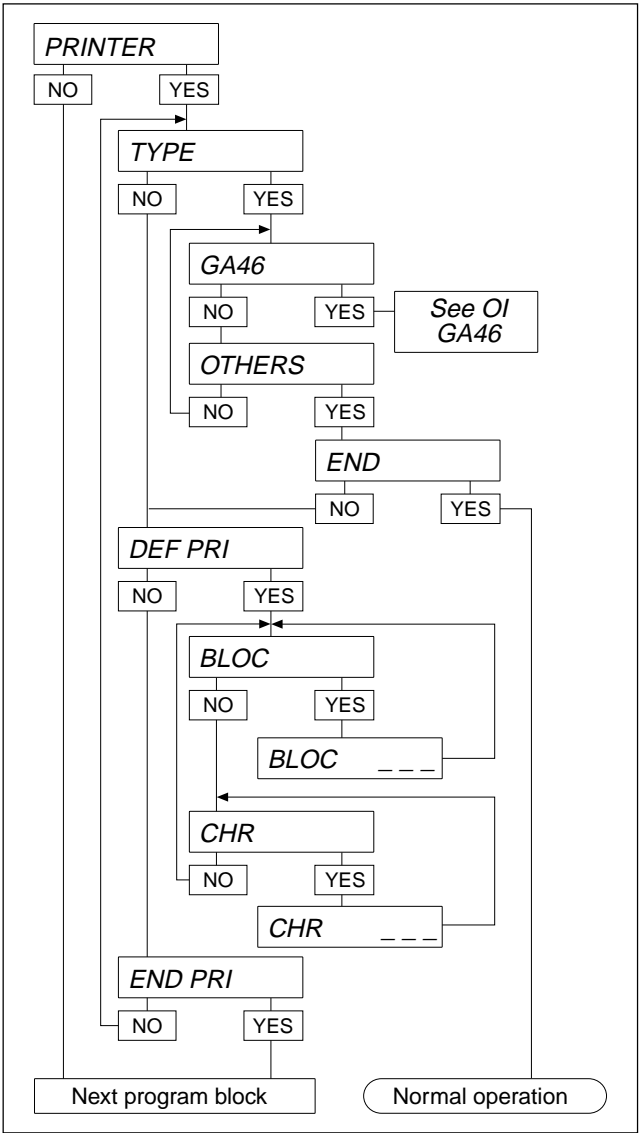 PRINTER
NO YES
TYPE
NO YES
GA46
NO YES See OI
GA46
OTHERS
NO YES
END
NO YES
DEF PRI
NO YES
BLOC
NO YES
BLOC _ _ _
CHR
NO YES
CHR _ _ _
END PRI
NO YES
Next program block Normal operation